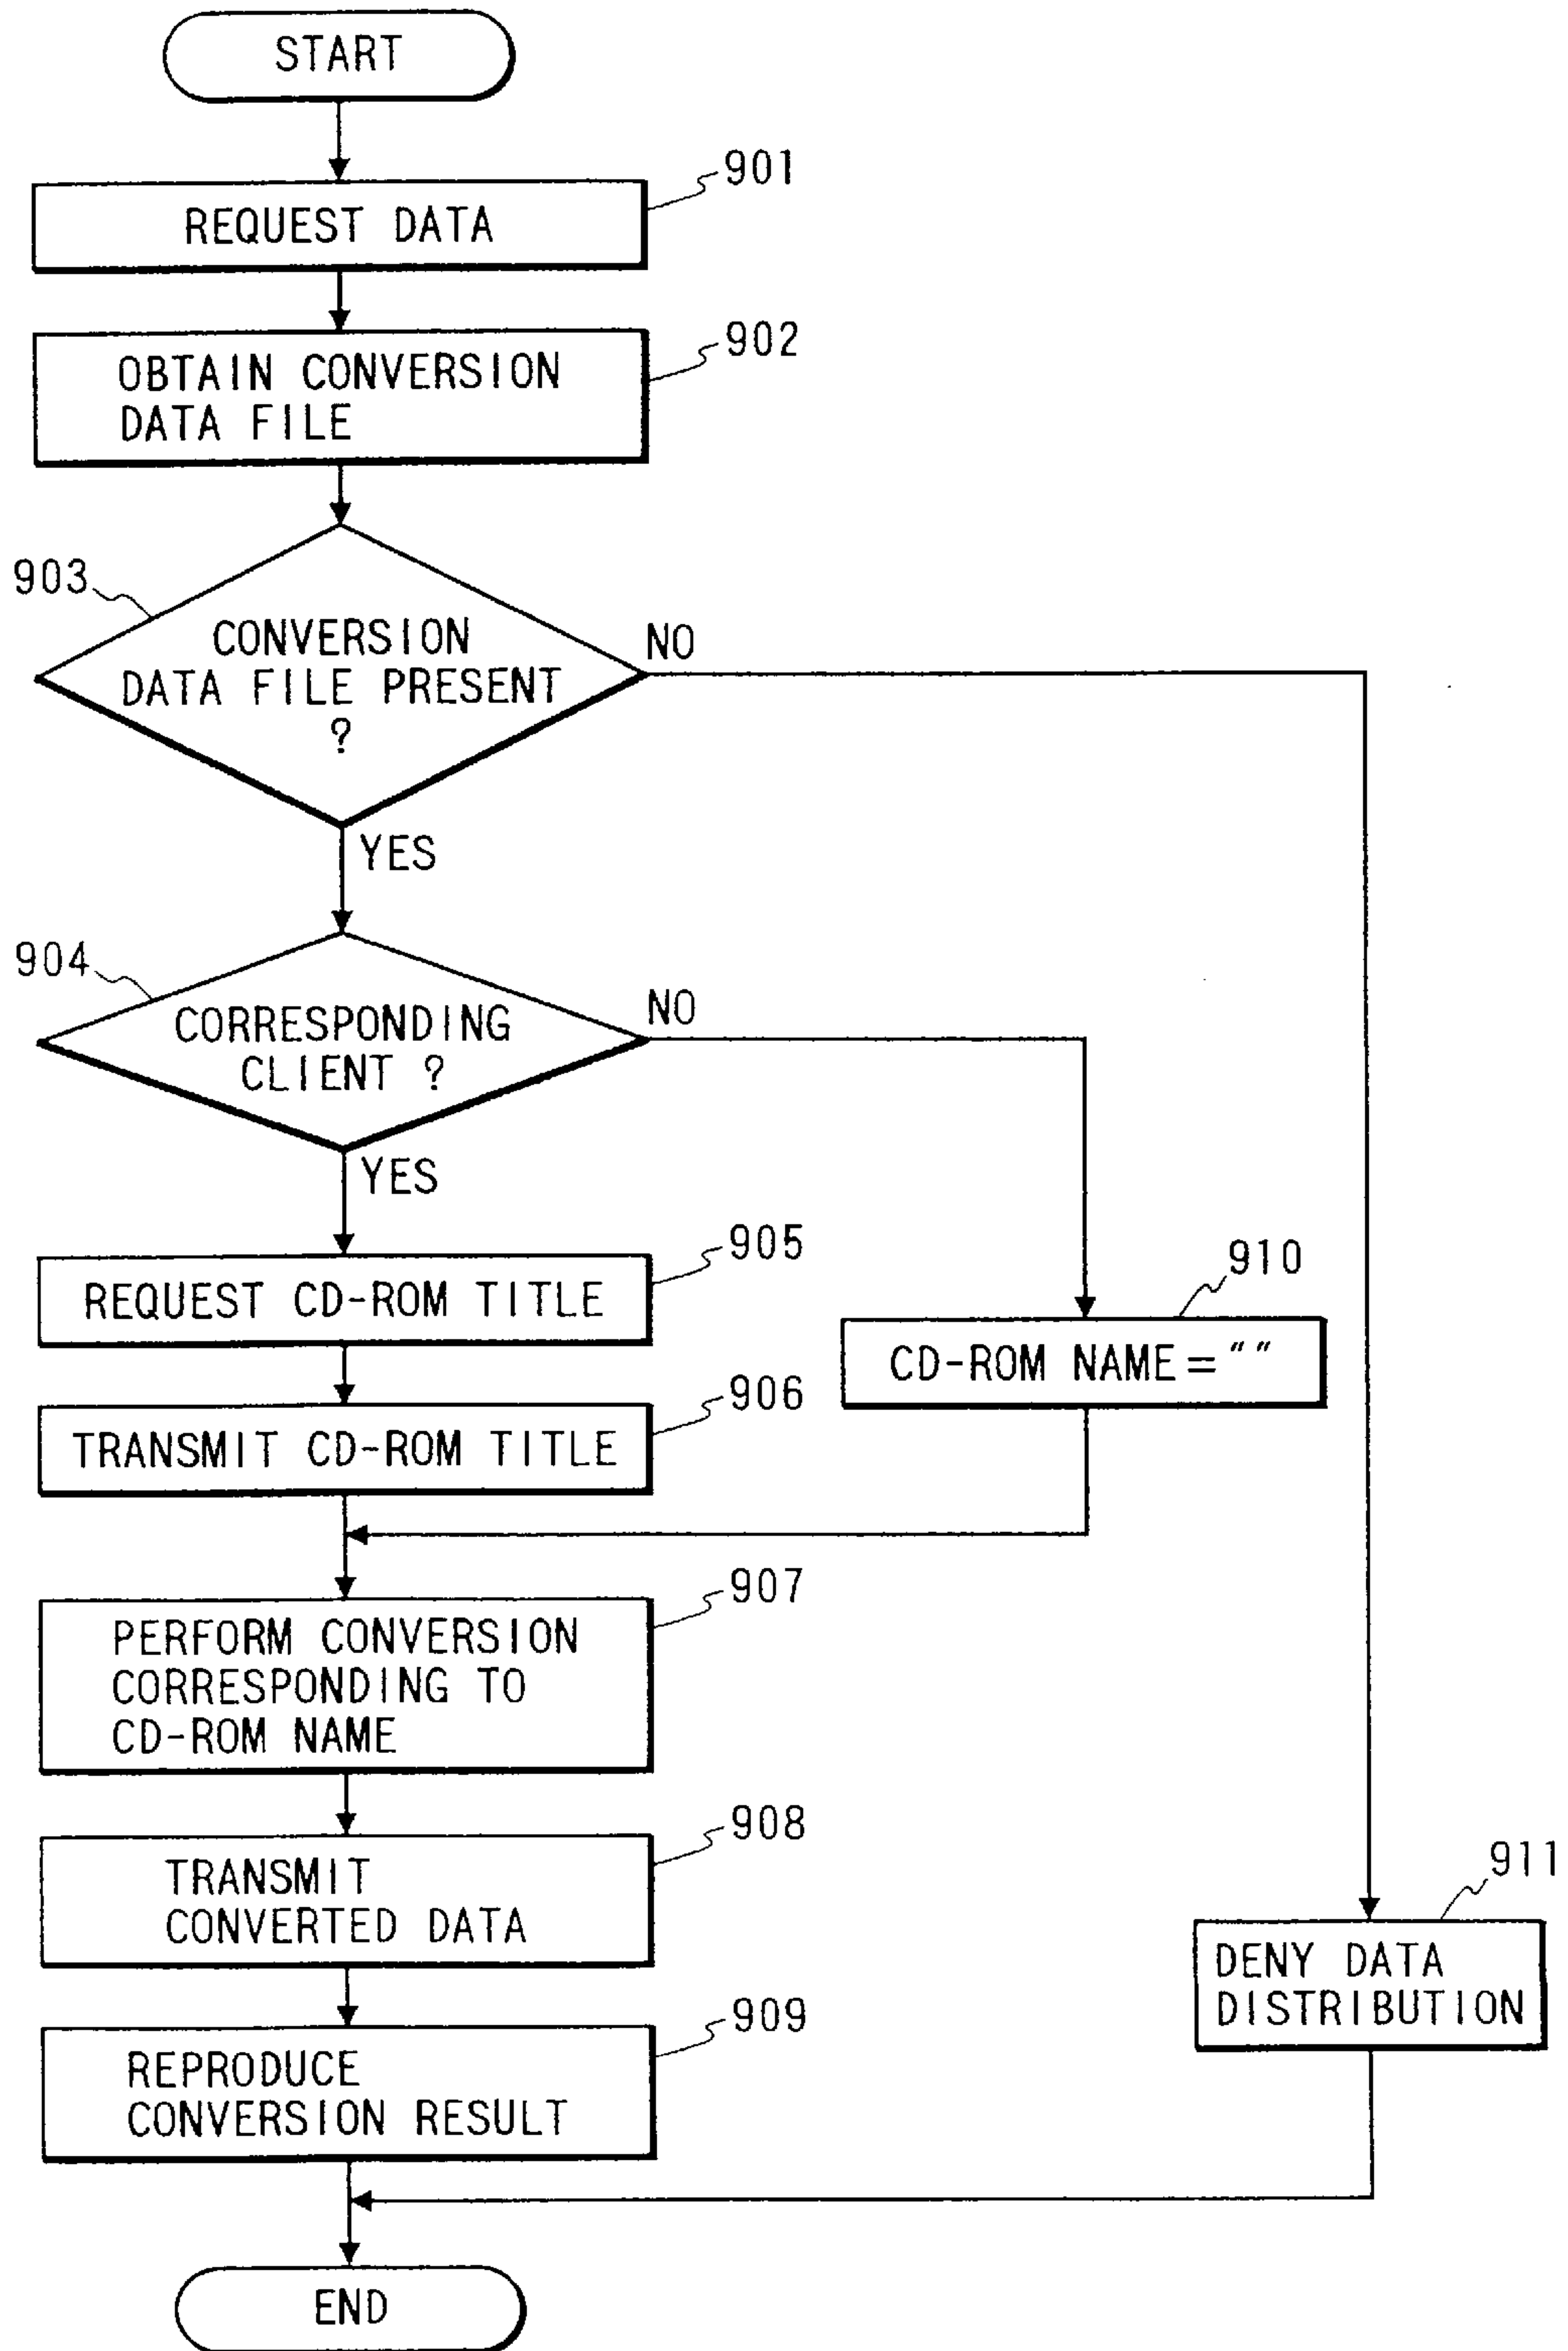 START
901
REQUEST DATA
902
OBTAIN CONVERSION
DATA FILE
903
CONVERSION
DATA FILE PRESENT
?
NO
YES
904
CORRESPONDING
CLIENT ?
NO
YES
905
REQUEST CD-ROM TITLE
910
CD-ROM NAME = ""
906
TRANSMIT CD-ROM TITLE
907
PERFORM CONVERSION
CORRESPONDING TO
CD-ROM NAME
908
TRANSMIT
CONVERTED DATA
911
DENY DATA
DISTRIBUTION
909
REPRODUCE
CONVERSION RESULT
END